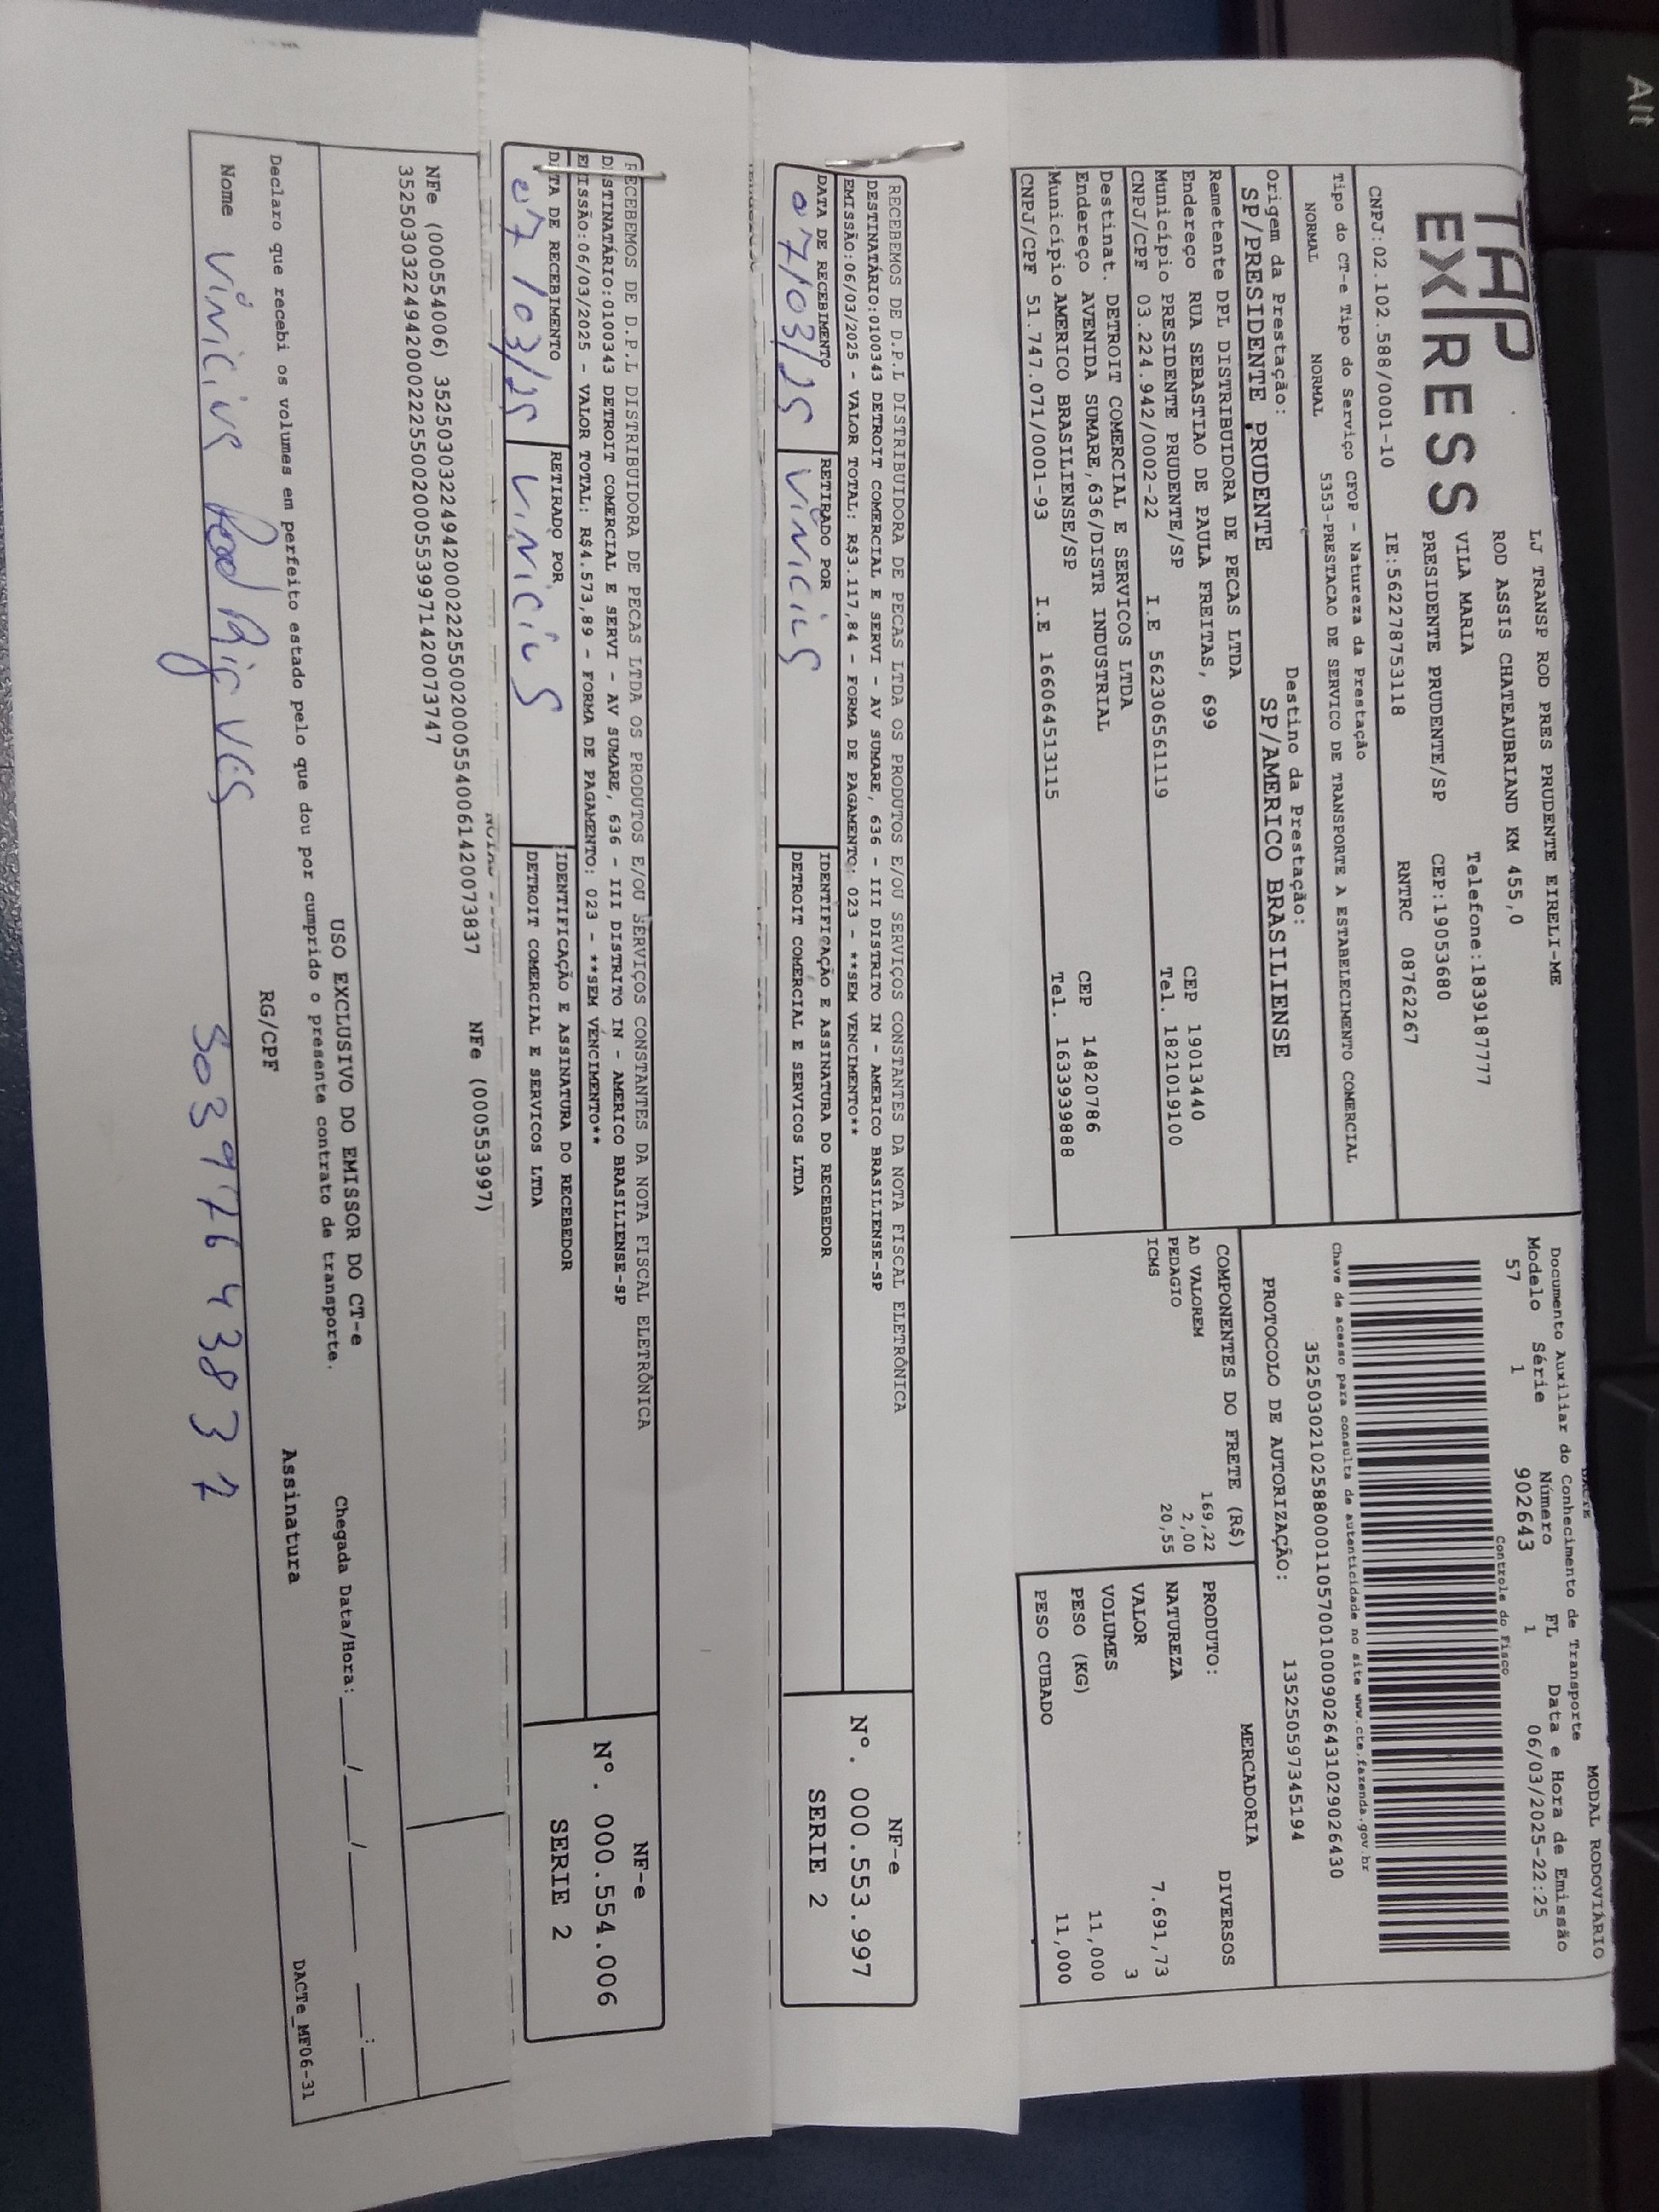 TAP
EXPRESS
LJ TRANSP ROD PRES PRUDENTE EIRELI-ME
ROD ASSIS CHATEAUBRIAND KM 455,0
VILA MARIA Telefone:1839187777
PRESIDENTE PRUDENTE/SP CEP:19053680
CNPJ:02.102.588/0001-10 IE:562278753118 RNTRC 08762267
Tipo do CT-e Tipo do Serviço CFOP - Natureza da Prestação
NORMAL NORMAL 5353-PRESTACAO DE SERVICO DE TRANSPORTE A ESTABELECIMENTO COMERCIAL
Origem da Prestação: Destino da Prestação:
SP/PRESIDENTE PRUDENTE SP/AMERICO BRASILIENSE
Remetente DPL DISTRIBUIDORA DE PECAS LTDA
Endereço RUA SEBASTIAO DE PAULA FREITAS, 699 CEP 19013440
Município PRESIDENTE PRUDENTE/SP Tel. 1821019100
CNPJ/CPF 03.224.942/0002-22 I.E 562306561119
Destinat. DETROIT COMERCIAL E SERVICOS LTDA
Endereço AVENIDA SUMARE,636/DISTR INDUSTRIAL CEP 14820786
Município AMERICO BRASILIENSE/SP Tel. 1633939888
CNPJ/CPF 51.747.071/0001-93 I.E 166064513115
MODAL RODOVIÁRIO
Documento Auxiliar do Conhecimento de Transporte
Modelo Série Número FL Data e Hora de Emissão
57 1 902643 1 06/03/2025-22:25
Controle do Fisco
Chave de acesso para consulta de autenticidade no site www.cte.fazenda.gov.br
35250302102588000110570010009026431029026430
PROTOCOLO DE AUTORIZAÇÃO: 135250597345194
COMPONENTES DO FRETE (R$)
AD VALOREM 169,22
PEDAGIO 2,00
ICMS 20,55
MERCADORIA
PRODUTO: DIVERSOS
NATUREZA
VALOR 7.691,73
VOLUMES 3
PESO (KG) 11,000
PESO CUBADO 11,000
RECEBEMOS DE D.P.L DISTRIBUIDORA DE PECAS LTDA OS PRODUTOS E/OU SERVIÇOS CONSTANTES DA NOTA FISCAL ELETRÔNICA
DESTINATÁRIO:0100343 DETROIT COMERCIAL E SERVI - AV SUMARE, 636 - III DISTRITO IN - AMERICO BRASILIENSE-SP
EMISSÃO:06/03/2025 - VALOR TOTAL: R$3.117,84 - FORMA DE PAGAMENTO: 023 - **SEM VENCIMENTO**
DATA DE RECEBIMENTO RETIRADO POR IDENTIFICAÇÃO E ASSINATURA DO RECEBEDOR
07/03/25 Vinicius DETROIT COMERCIAL E SERVICOS LTDA
NF-e
Nº. 000.553.997
SERIE 2
RECEBEMOS DE D.P.L DISTRIBUIDORA DE PECAS LTDA OS PRODUTOS E/OU SERVIÇOS CONSTANTES DA NOTA FISCAL ELETRÔNICA
DESTINATÁRIO:0100343 DETROIT COMERCIAL E SERVI - AV SUMARE, 636 - III DISTRITO IN - AMERICO BRASILIENSE-SP
EMISSÃO:06/03/2025 - VALOR TOTAL: R$4.573,89 - FORMA DE PAGAMENTO: 023 - **SEM VENCIMENTO**
DATA DE RECEBIMENTO RETIRADO POR IDENTIFICAÇÃO E ASSINATURA DO RECEBEDOR
07/03/25 Vinicius DETROIT COMERCIAL E SERVICOS LTDA
NF-e
Nº. 000.554.006
SERIE 2
NFe (000554006) 35250303224942000222550020005540061420073837 NFe (000553997)
35250303224942000222550020005539971420073747
USO EXCLUSIVO DO EMISSOR DO CT-e
Declaro que recebi os volumes em perfeito estado pelo que dou por cumprido o presente contrato de transporte. Chegada Data/Hora:___/___/_____ __:__
Nome Vinicius Rodrigues RG/CPF 50397643832 Assinatura
DACTe_MF06-31
Alt